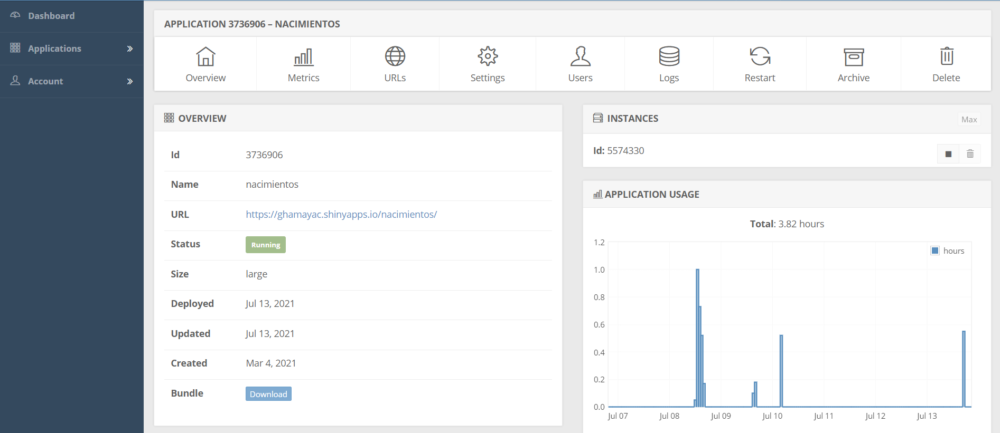 Dashboard
Applications
Account
APPLICATION 3736906 – NACIMIENTOS
Overview
Metrics
URLs
Settings
Users
Logs
Restart
Archive
Delete
OVERVIEW
Id 3736906
Name nacimientos
URL https://ghamayac.shinyapps.io/nacimientos/
Status Running
Size large
Deployed Jul 13, 2021
Updated Jul 13, 2021
Created Mar 4, 2021
Bundle Download
INSTANCES Max
Id: 5574330
APPLICATION USAGE
Total: 3.82 hours
hours
1.2
1.0
0.8
0.6
0.4
0.2
0.0
Jul 07 Jul 08 Jul 09 Jul 10 Jul 11 Jul 12 Jul 13